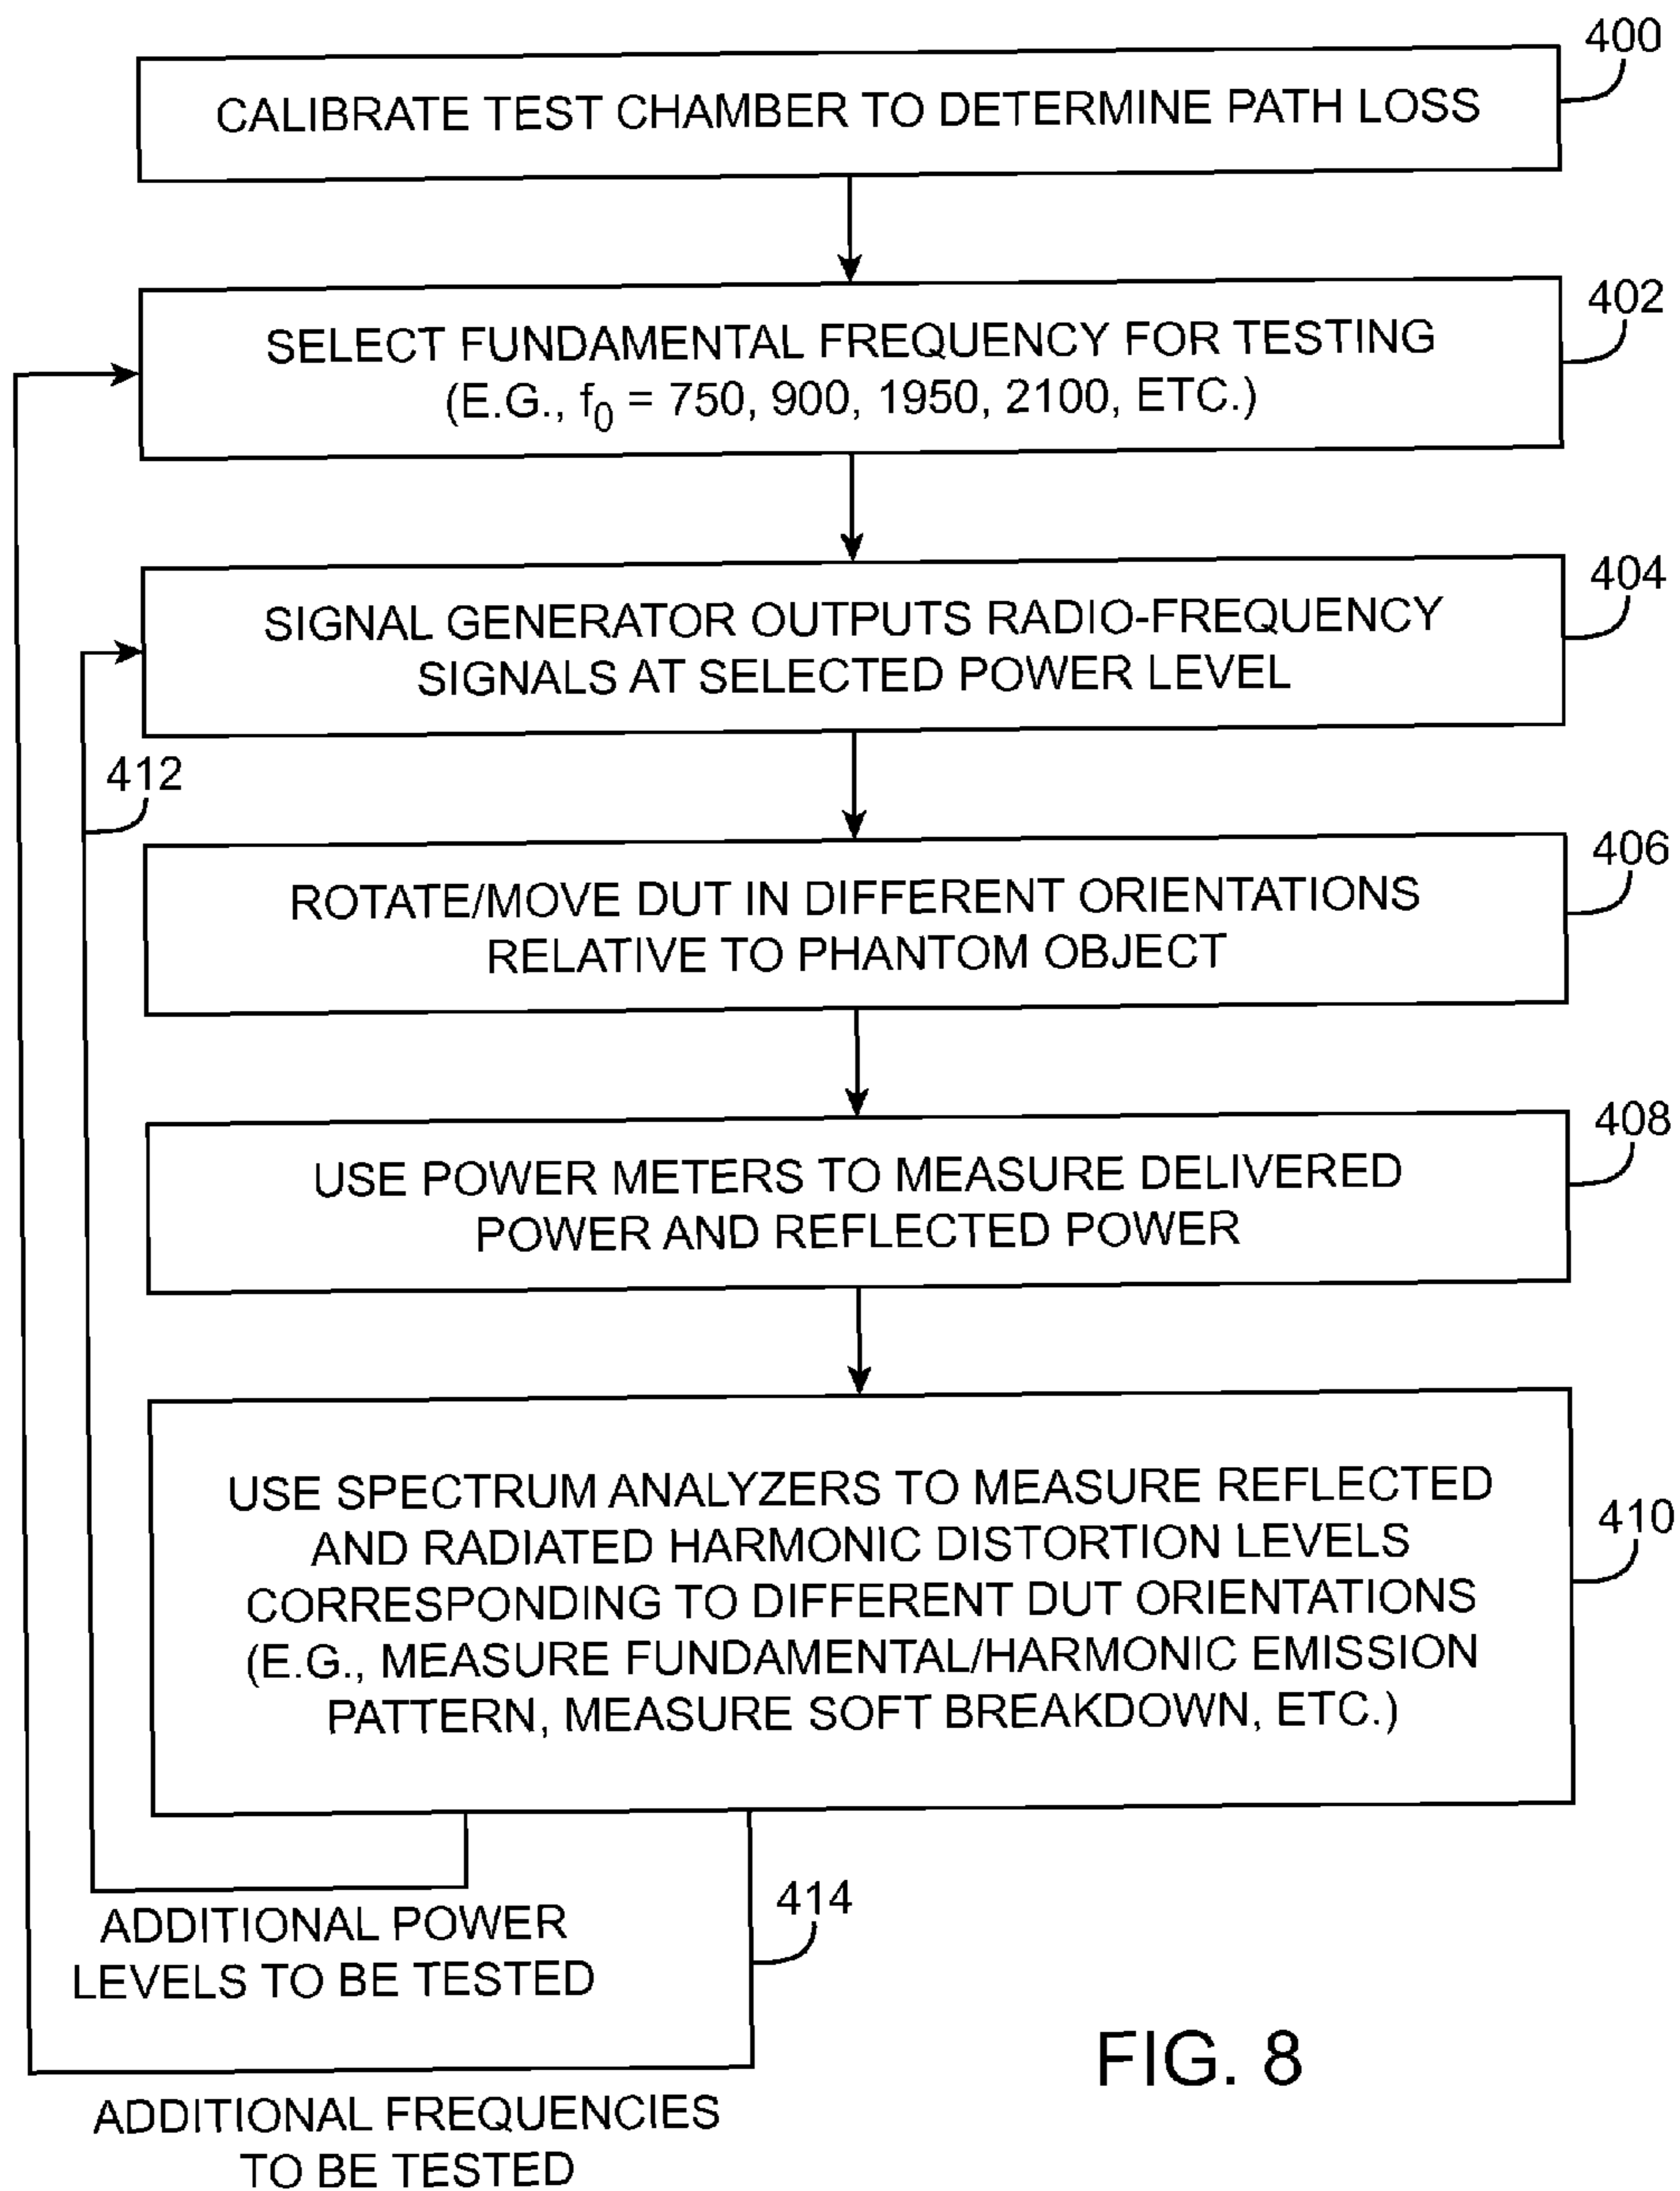 400
CALIBRATE TEST CHAMBER TO DETERMINE PATH LOSS
402
SELECT FUNDAMENTAL FREQUENCY FOR TESTING
(E.G., f₀ = 750, 900, 1950, 2100, ETC.)
404
SIGNAL GENERATOR OUTPUTS RADIO-FREQUENCY
SIGNALS AT SELECTED POWER LEVEL
412
406
ROTATE/MOVE DUT IN DIFFERENT ORIENTATIONS
RELATIVE TO PHANTOM OBJECT
408
USE POWER METERS TO MEASURE DELIVERED
POWER AND REFLECTED POWER
410
USE SPECTRUM ANALYZERS TO MEASURE REFLECTED
AND RADIATED HARMONIC DISTORTION LEVELS
CORRESPONDING TO DIFFERENT DUT ORIENTATIONS
(E.G., MEASURE FUNDAMENTAL/HARMONIC EMISSION
PATTERN, MEASURE SOFT BREAKDOWN, ETC.)
414
ADDITIONAL POWER
LEVELS TO BE TESTED
ADDITIONAL FREQUENCIES
TO BE TESTED
FIG. 8